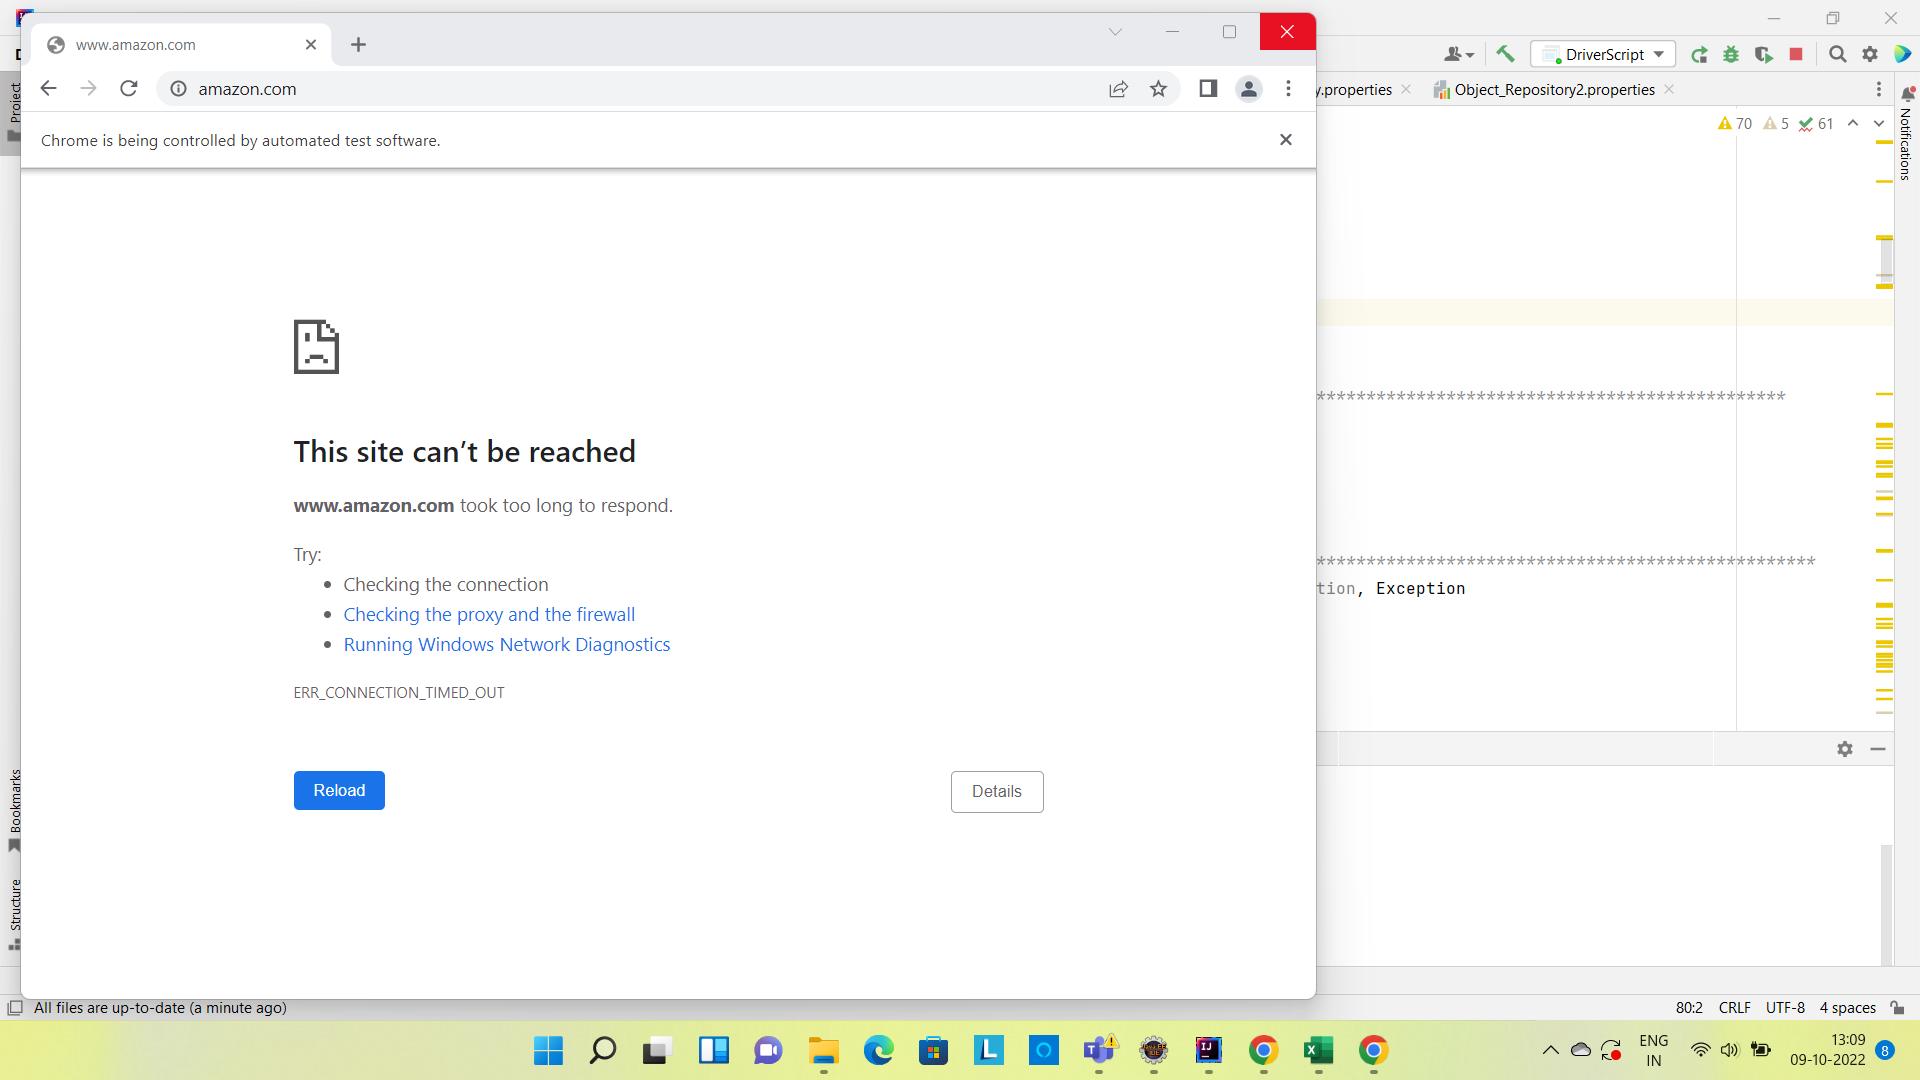 www.amazon.com
amazon.com
Chrome is being controlled by automated test software.
This site can’t be reached
www.amazon.com took too long to respond.
Try:
Checking the connection
Checking the proxy and the firewall
Running Windows Network Diagnostics
ERR_CONNECTION_TIMED_OUT
Reload
Details
DriverScript
y.properties
Object_Repository2.properties
70 5 61
Notifications
***********************************************
**************************************************
tion, Exception
Project
Bookmarks
Structure
All files are up-to-date (a minute ago)
80:2 CRLF UTF-8 4 spaces
ENG
IN
13:09
09-10-2022
8